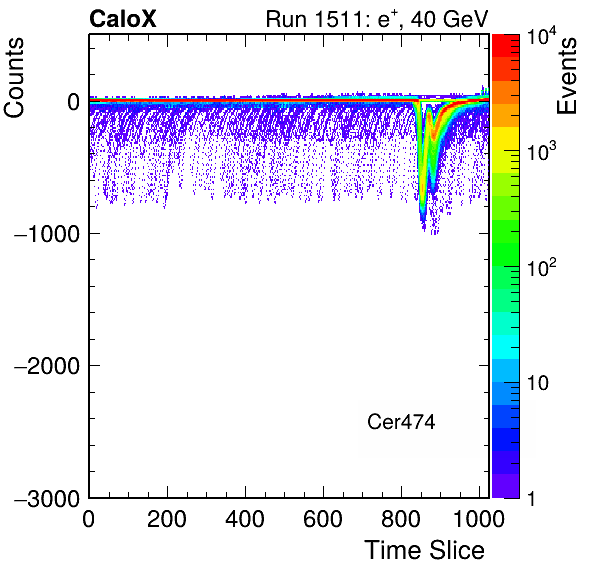 CaloX Run 1511: e⁺, 40 GeV
Counts
Events
0
−1000
−2000
−3000
0 200 400 600 800 1000
Time Slice
Cer474
10⁴
10³
10²
10
1